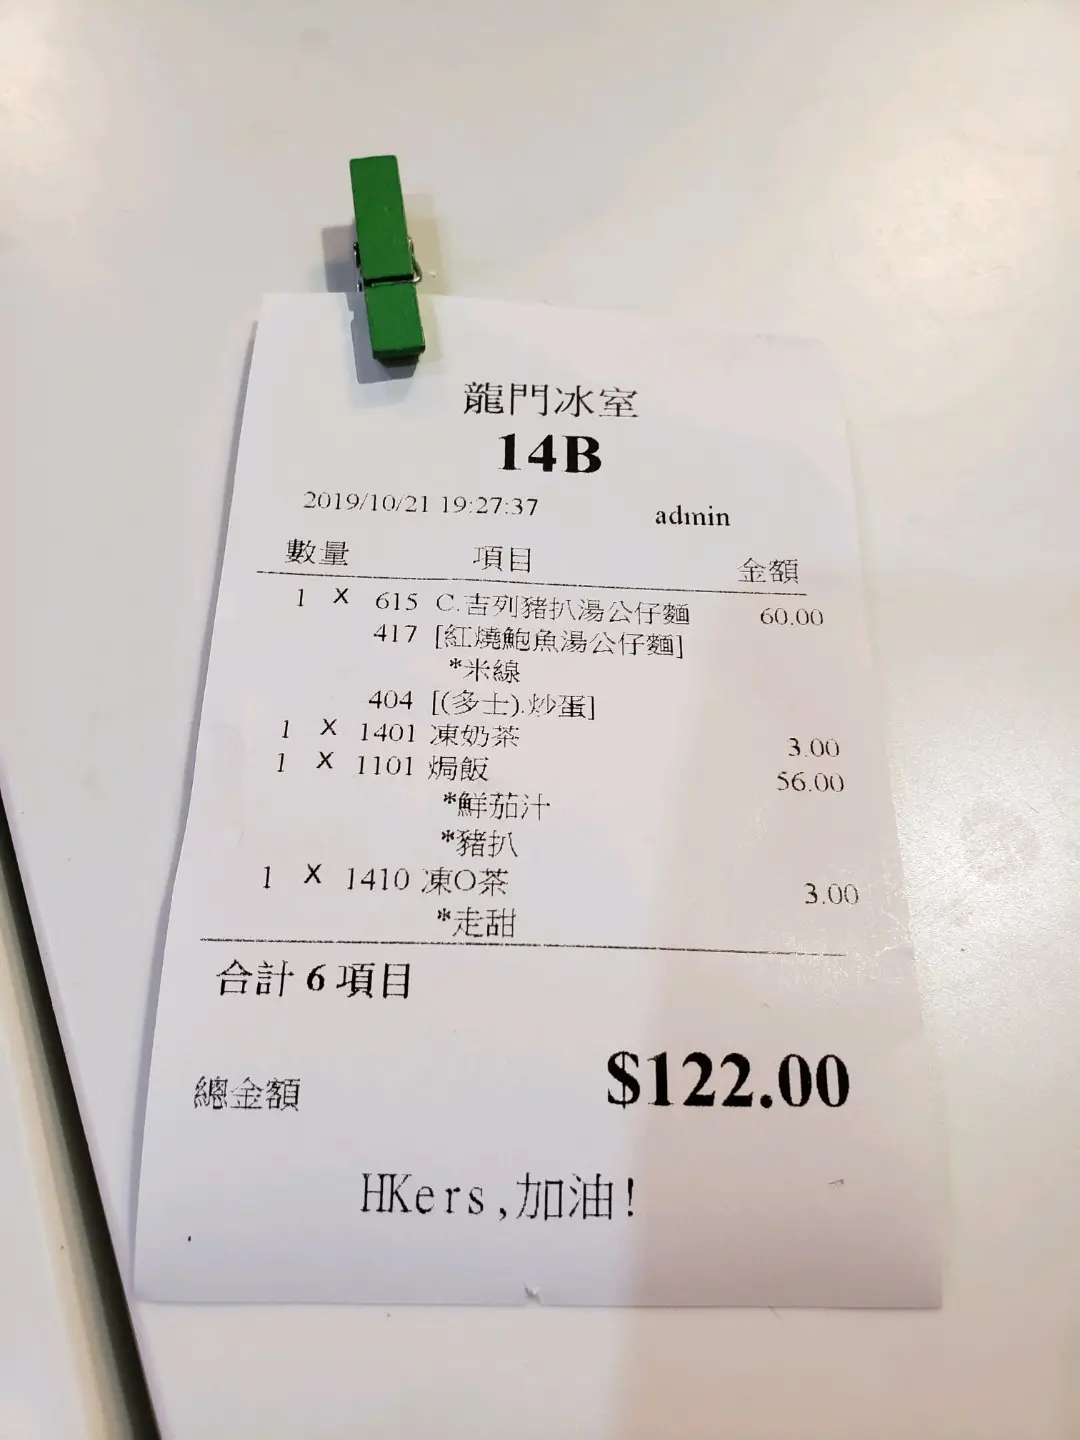 龍門冰室
14B
2019/10/21 19:27:37 admin
數量 項目 金額
1 X 615 C.吉列豬扒湯公仔麵 60.00
417 [紅燒鮑魚湯公仔麵]
*米線
404 [(多士).炒蛋]
1 X 1401 凍奶茶 3.00
1 X 1101 焗飯 56.00
*鮮茄汁
*豬扒
1 X 1410 凍O茶 3.00
*走甜
合計 6 項目
總金額 $122.00
HKers,加油!